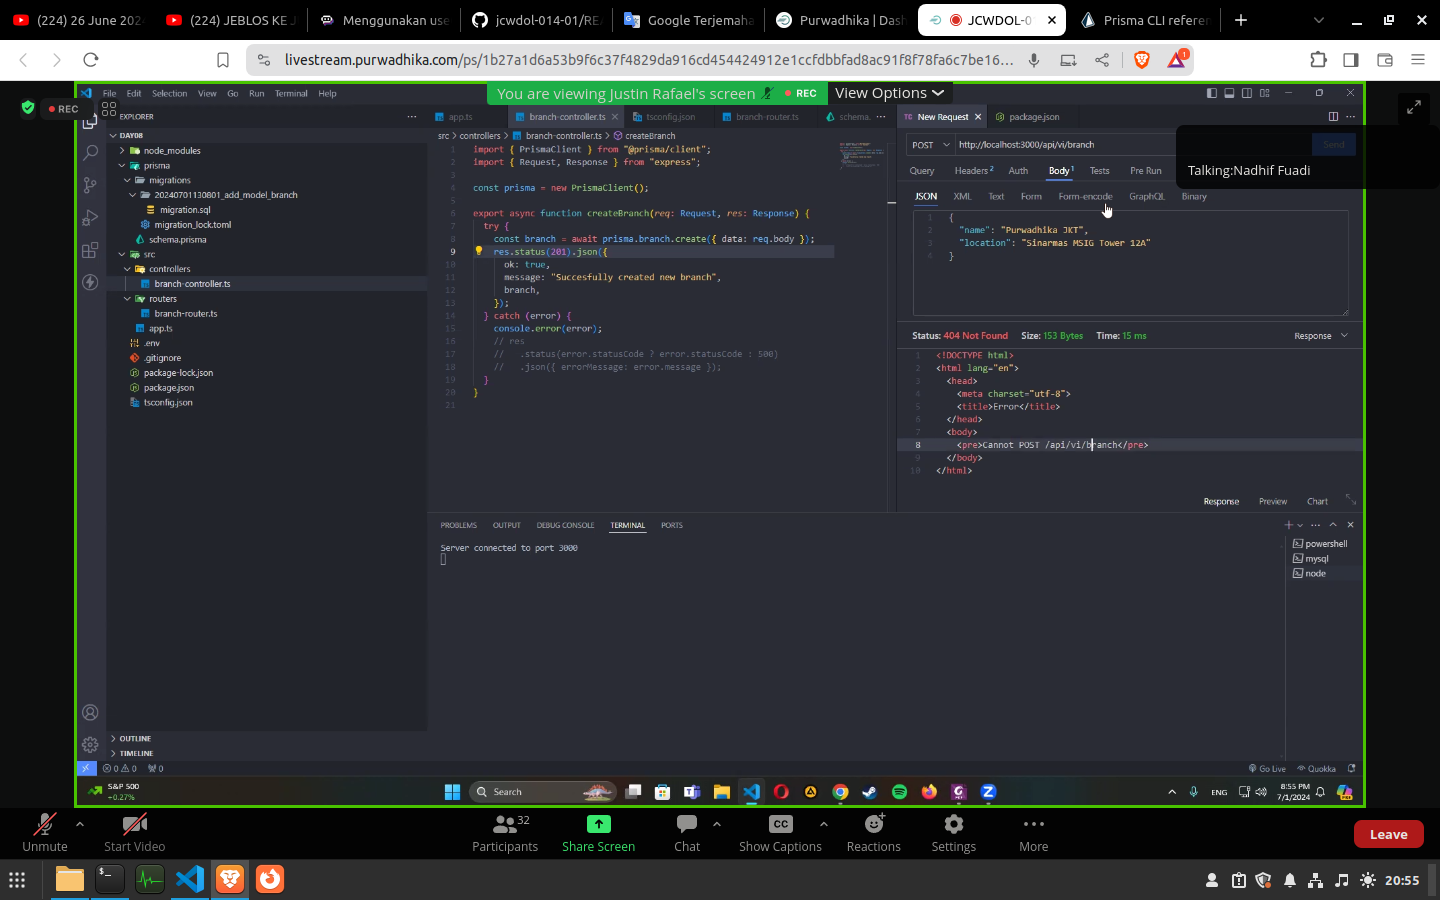 (224) 26 June 202
(224) JEBLOS KE J
Menggunakan use
jcwdol-014-01/RE
Google Terjemaha
Purwadhika | Dash
JCWDOL-0
Prisma CLI referen
livestream.purwadhika.com/ps/1b27a1d6a53b9f6c37f4829da916cd454424912e1ccfdbbfad8ac91f8f78fa6c7be16...
1
REC
File Edit Selection View Go Run Terminal Help
You are viewing Justin Rafael's screen
REC
View Options
EXPLORER
DAY08
node_modules
prisma
migrations
20240701130801_add_model_branch
migration.sql
migration_lock.toml
schema.prisma
src
controllers
branch-controller.ts
routers
branch-router.ts
app.ts
.env
.gitignore
package-lock.json
package.json
tsconfig.json
OUTLINE
TIMELINE
app.ts
branch-controller.ts
tsconfig.json
branch-router.ts
schema.
src > controllers > branch-controller.ts > createBranch
1 import { PrismaClient } from "@prisma/client";
2 import { Request, Response } from "express";
3
4 const prisma = new PrismaClient();
5
6 export async function createBranch(req: Request, res: Response) {
7 try {
8 const branch = await prisma.branch.create({ data: req.body });
9 res.status(201).json({
10 ok: true,
11 message: "Succesfully created new branch",
12 branch,
13 });
14 } catch (error) {
15 console.error(error);
16 // res
17 // .status(error.statusCode ? error.statusCode : 500)
18 // .json({ errorMessage: error.message });
19 }
20 }
21
TC New Request
package.json
POST
http://localhost:3000/api/vi/branch
Send
Talking:Nadhif Fuadi
Query Headers 2 Auth Body 1 Tests Pre Run
JSON XML Text Form Form-encode GraphQL Binary
1 {
2 "name": "Purwadhika JKT",
3 "location": "Sinarmas MSIG Tower 12A"
4 }
Status: 404 Not Found Size: 153 Bytes Time: 15 ms
Response
1 <!DOCTYPE html>
2 <html lang="en">
3 <head>
4 <meta charset="utf-8">
5 <title>Error</title>
6 </head>
7 <body>
8 <pre>Cannot POST /api/vi/branch</pre>
9 </body>
10 </html>
Response Preview Chart
PROBLEMS OUTPUT DEBUG CONSOLE TERMINAL PORTS
Server connected to port 3000
powershell
mysql
node
0 0 0
Go Live Quokka
S&P 500
+0.27%
Search
ENG
8:55 PM
7/1/2024
Unmute
Start Video
32
Participants
Share Screen
Chat
CC
Show Captions
Reactions
Settings
More
Leave
20:55